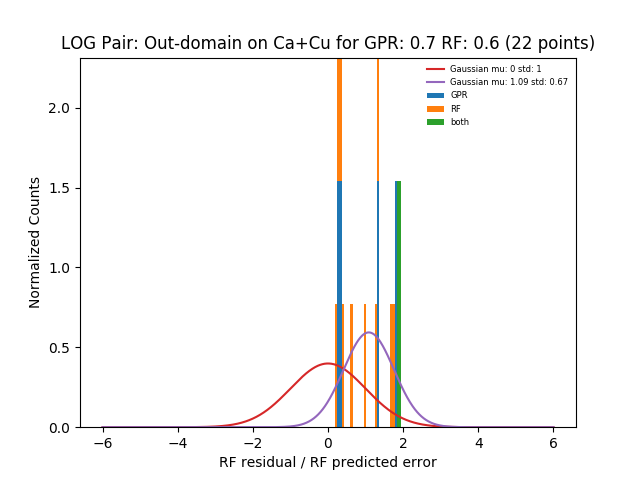 LOG Pair: Out-domain on Ca+Cu for GPR: 0.7 RF: 0.6 (22 points)
Gaussian mu: 0 std: 1
Gaussian mu: 1.09 std: 0.67
GPR
RF
both
Normalized Counts
2.0
1.5
1.0
0.5
0.0
−6 −4 −2 0 2 4 6
RF residual / RF predicted error